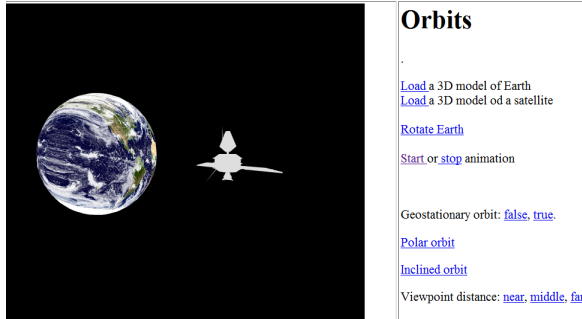 Orbits
.
Load a 3D model of Earth
Load a 3D model od a satellite
Rotate Earth
Start or stop animation
Geostationary orbit: false, true.
Polar orbit
Inclined orbit
Viewpoint distance: near, middle,